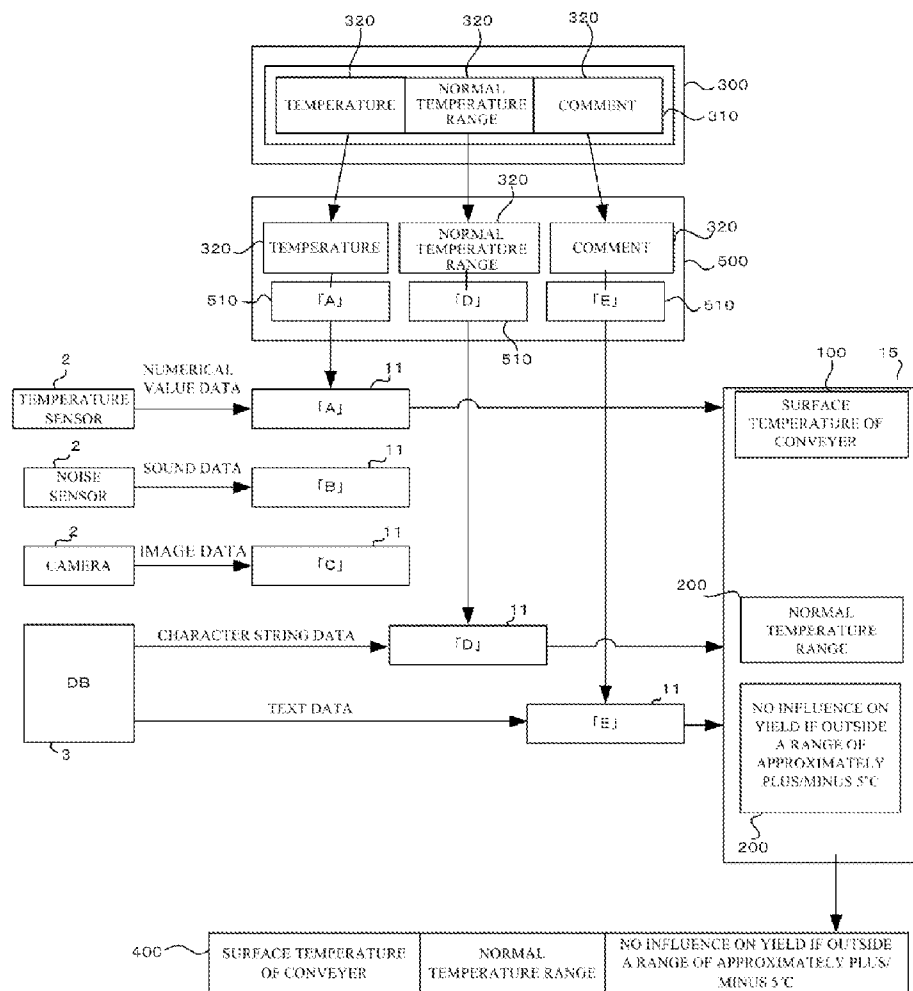 320 320 320
TEMPERATURE
NORMAL
TEMPERATURE
RANGE
COMMENT
300
310
320
320
TEMPERATURE
NORMAL
TEMPERATURE
RANGE
COMMENT
320
500
510
「A」
「D」
「E」
510
510
2
TEMPERATURE
SENSOR
NUMERICAL
VALUE DATA
11
「A」
100
15
SURFACE
TEMPERATURE OF
CONVEYER
2
NOISE
SENSOR
SOUND DATA
11
「B」
2
CAMERA
IMAGE DATA
11
「C」
200
NORMAL
TEMPERATURE
RANGE
DB
3
CHARACTER STRING DATA
11
「D」
TEXT DATA
11
「E」
NO INFLUENCE ON
YIELD IF OUTSIDE
A RANGE OF
APPROXIMATELY
PLUS/MINUS 5°C
200
400
SURFACE TEMPERATURE
OF CONVEYER
NORMAL
TEMPERATURE RANGE
NO INFLUENCE ON YIELD IF OUTSIDE
A RANGE OF APPROXIMATELY PLUS/
MINUS 5°C